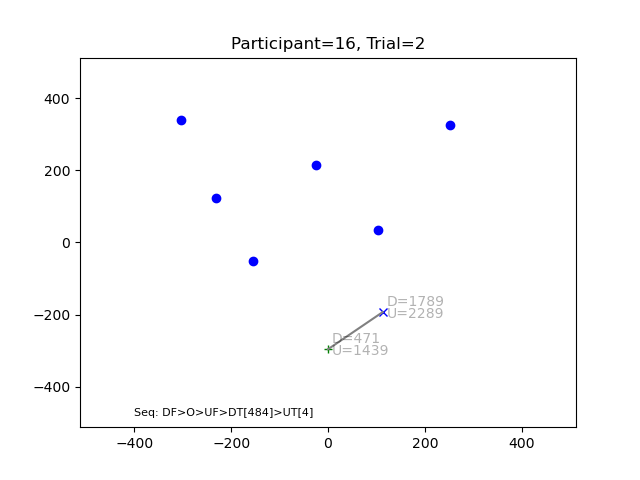 Participant=16, Trial=2
400
200
0
−200
−400
D=1789
U=2289
D=471
U=1439
Seq: DF>O>UF>DT[484]>UT[4]
−400
−200
0
200
400